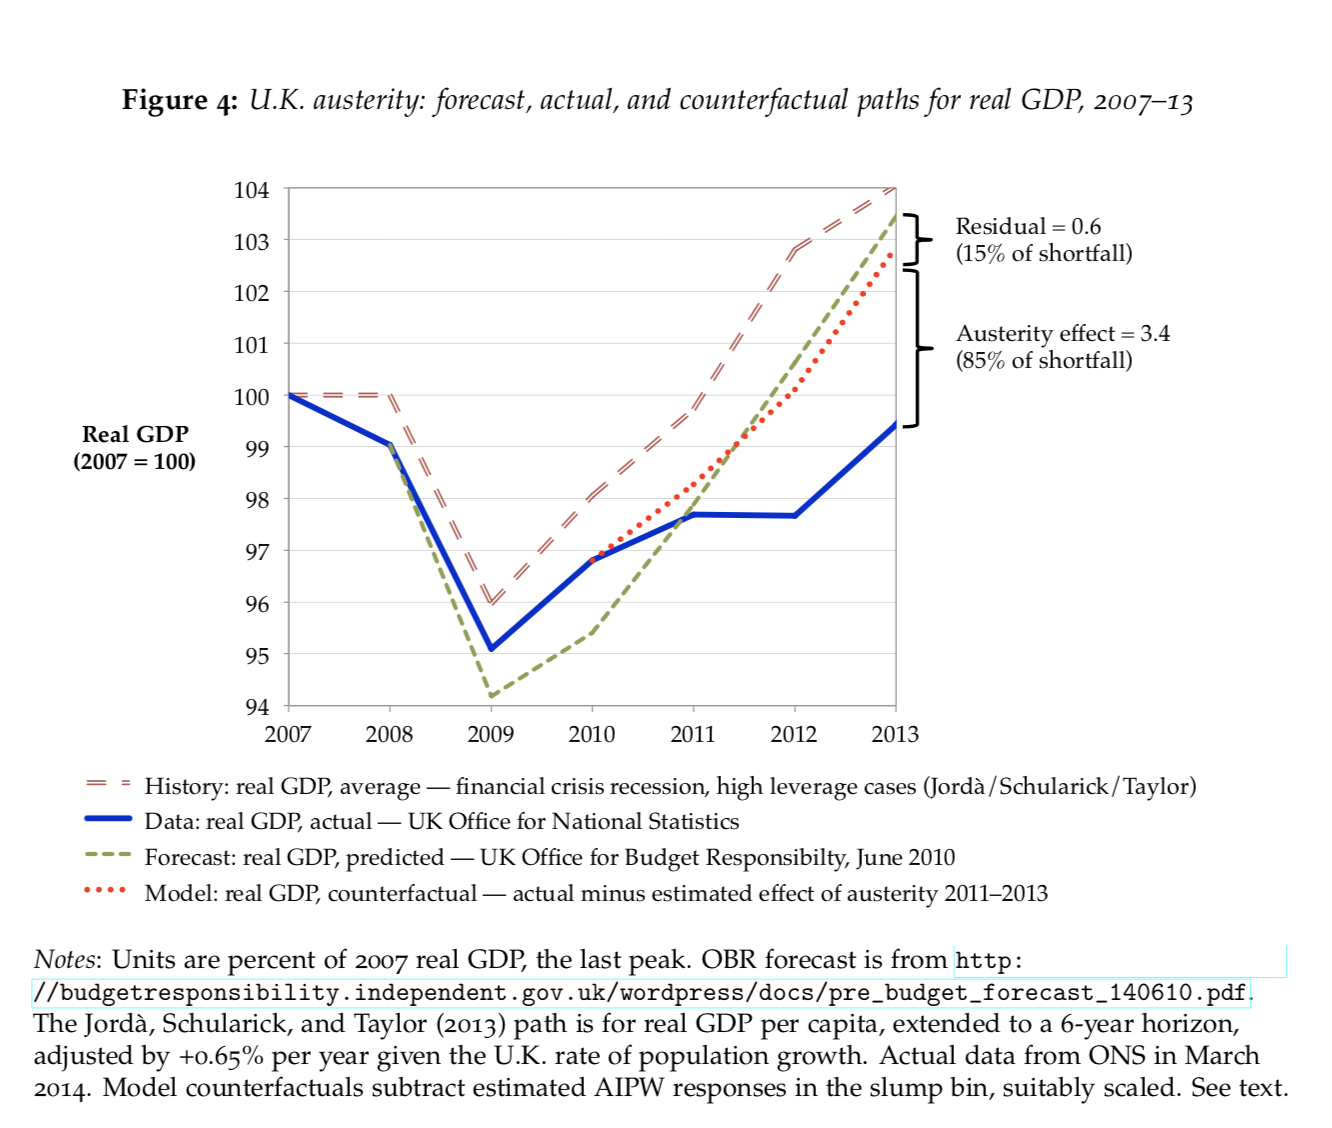 Figure 4: U.K. austerity: forecast, actual, and counterfactual paths for real GDP, 2007–13
104
103
102
101
100
99
98
97
96
95
94
Real GDP
(2007 = 100)
Residual = 0.6
(15% of shortfall)
Austerity effect = 3.4
(85% of shortfall)
2007 2008 2009 2010 2011 2012 2013
History: real GDP, average — financial crisis recession, high leverage cases (Jordà/Schularick/Taylor)
Data: real GDP, actual — UK Office for National Statistics
Forecast: real GDP, predicted — UK Office for Budget Responsibilty, June 2010
Model: real GDP, counterfactual — actual minus estimated effect of austerity 2011–2013
Notes: Units are percent of 2007 real GDP, the last peak. OBR forecast is from http:
//budgetresponsibility.independent.gov.uk/wordpress/docs/pre_budget_forecast_140610.pdf.
The Jordà, Schularick, and Taylor (2013) path is for real GDP per capita, extended to a 6-year horizon,
adjusted by +0.65% per year given the U.K. rate of population growth. Actual data from ONS in March
2014. Model counterfactuals subtract estimated AIPW responses in the slump bin, suitably scaled. See text.